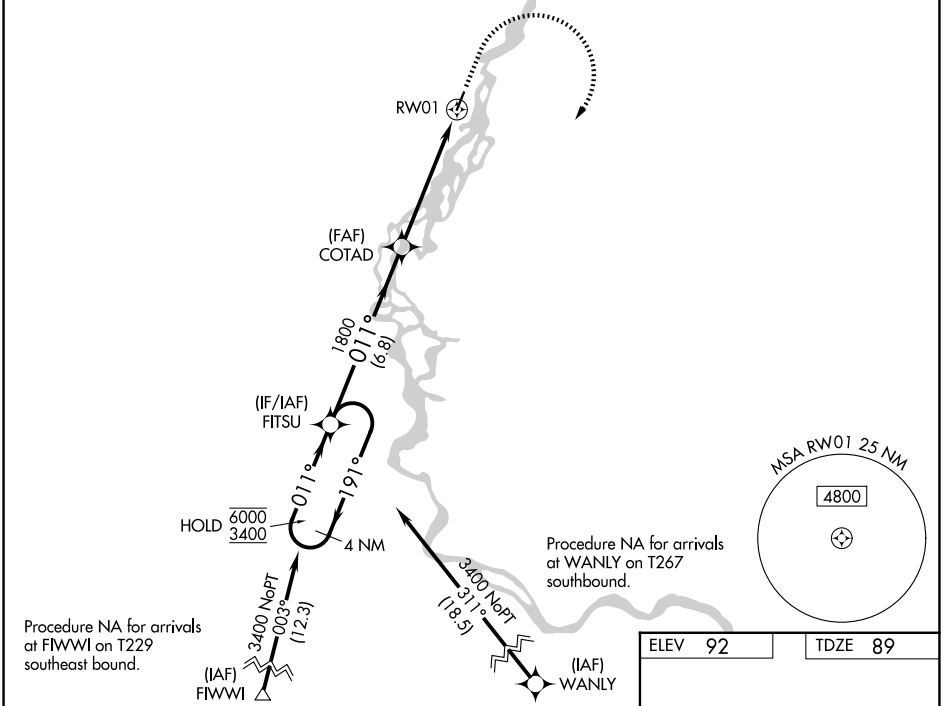 RW01
(FAF)
COTAD
1800
011°
(6.8)
(IF/IAF)
FITSU
011°
191°
HOLD 6000
3400
4 NM
MSA RW01 25 NM
4800
Procedure NA for arrivals
at WANLY on T267
southbound.
3400 NoPT
311°
(18.5)
3400 NoPT
003°
(12.3)
Procedure NA for arrivals
at FIWWI on T229
southeast bound.
(IAF)
FIWWI
(IAF)
WANLY
ELEV 92
TDZE 89